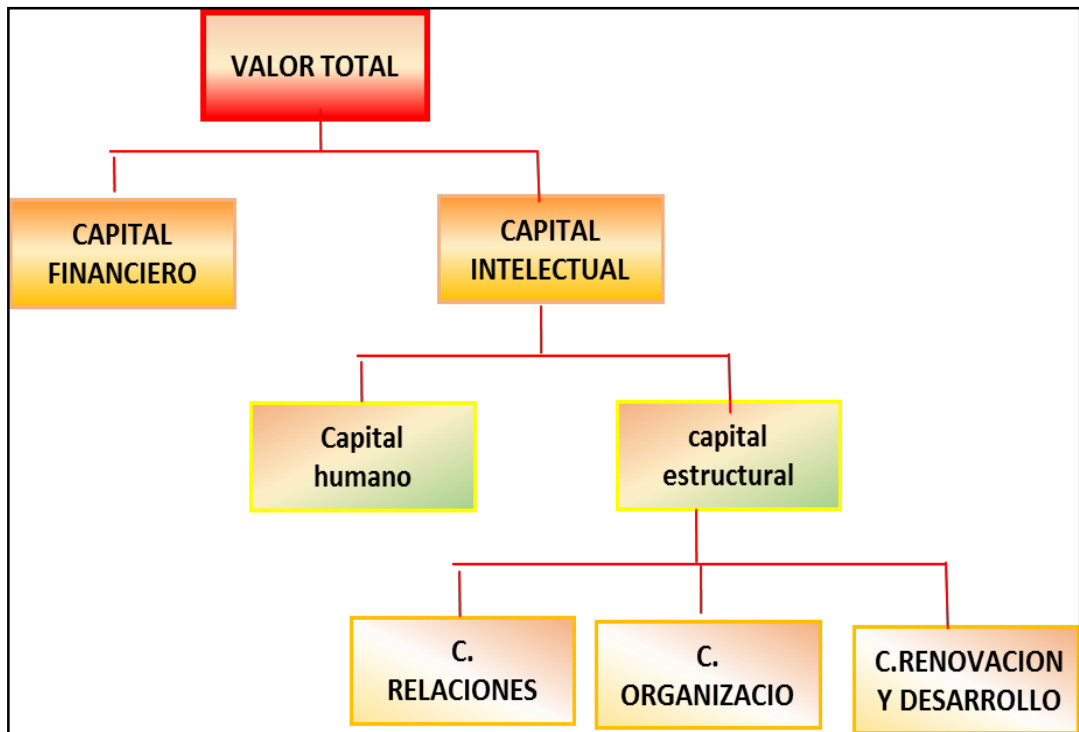 VALOR TOTAL
CAPITAL
FINANCIERO
CAPITAL
INTELECTUAL
Capital
humano
capital
estructural
C.
RELACIONES
C.
ORGANIZACIO
C.RENOVACION
Y DESARROLLO